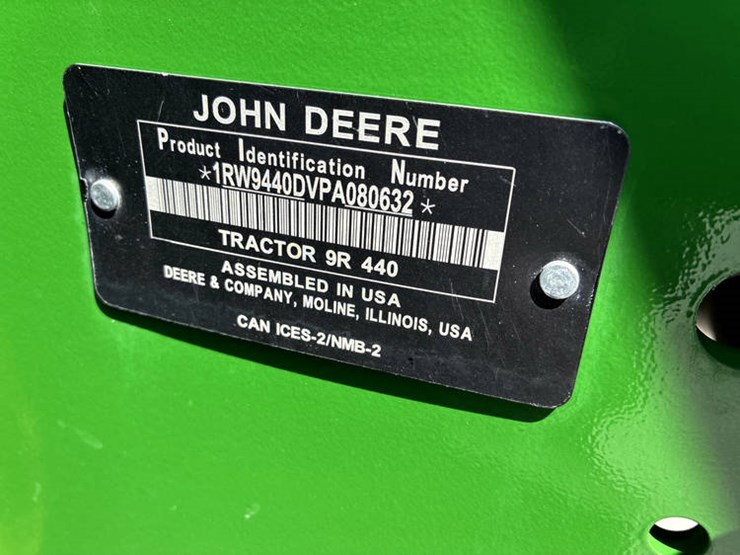 JOHN DEERE
Product Identification Number
*1RW9440DVPA080632*
TRACTOR 9R 440
ASSEMBLED IN USA
DEERE & COMPANY, MOLINE, ILLINOIS, USA
CAN ICES-2/NMB-2